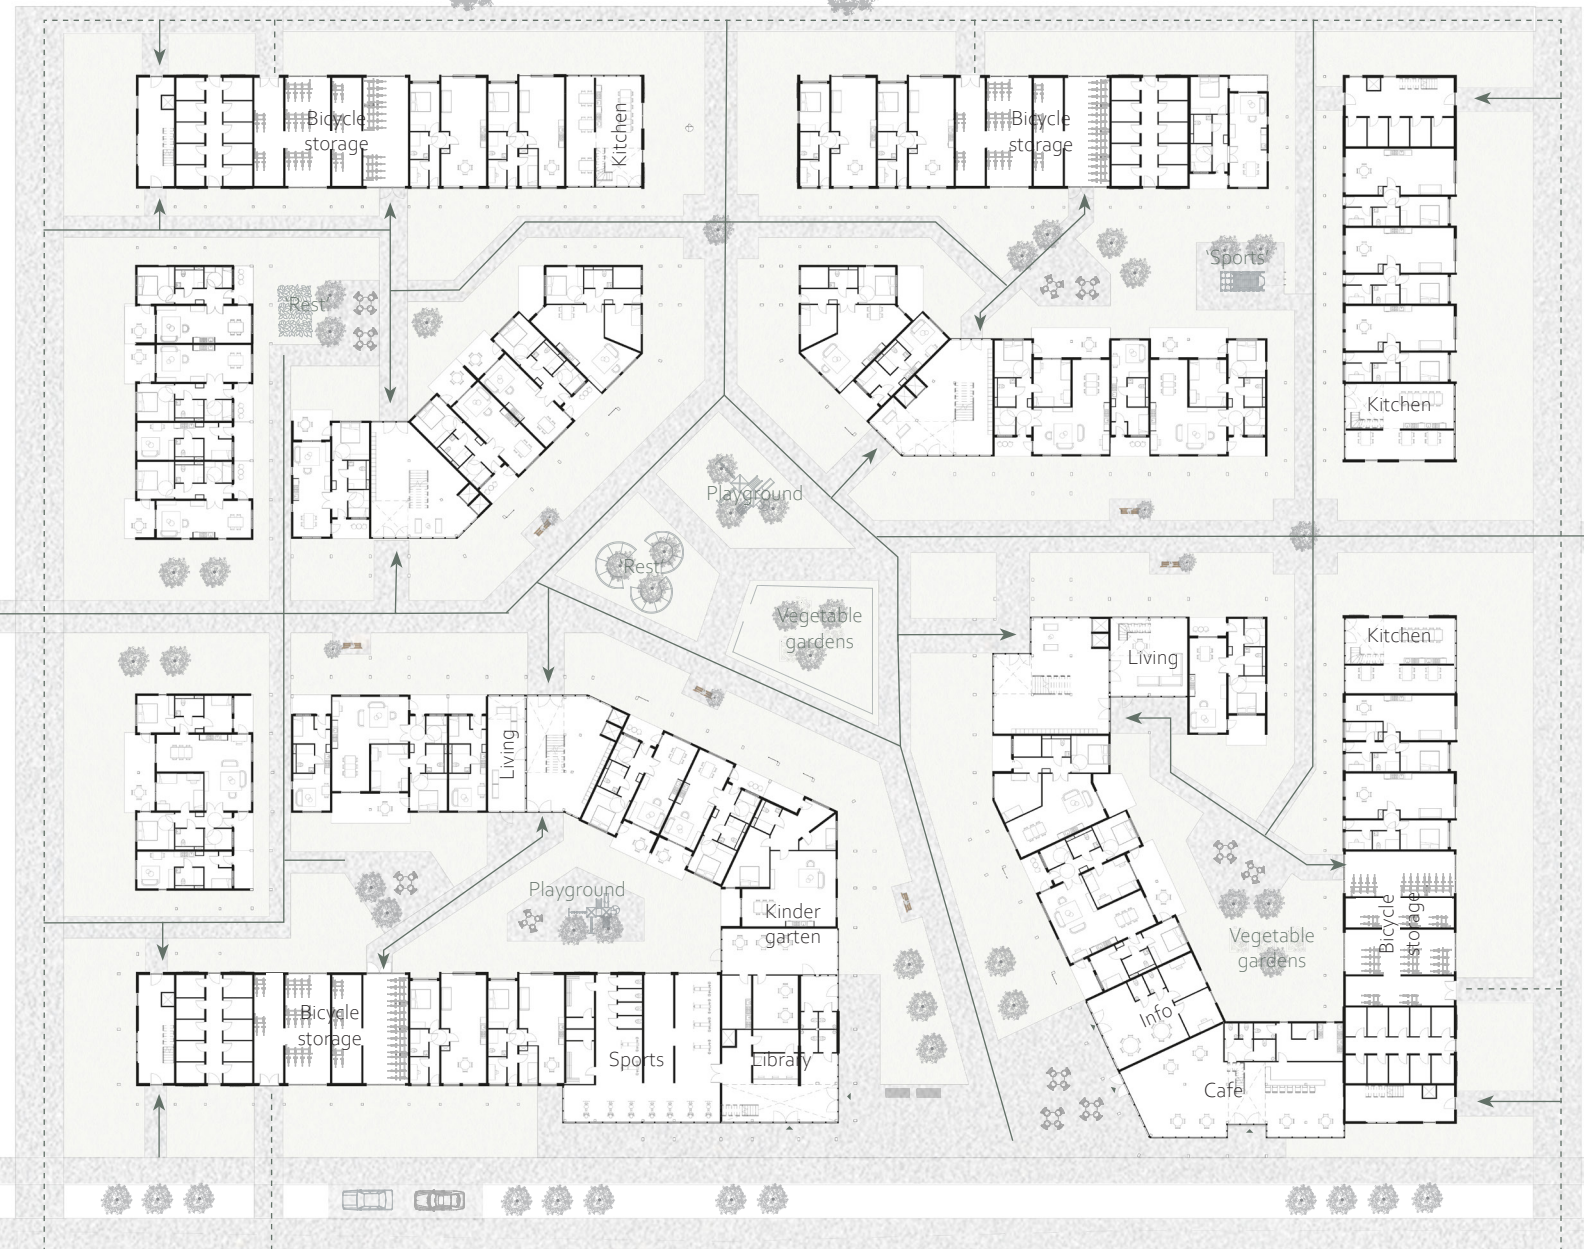 Bicycle
storage
Kitchen
Bicycle
storage
'Sports'
Rest
Kitchen
Playground
Rest
Vegetable
gardens
Kitchen
Living
Living
Playground
Kinder
garten
Bicycle
storage
Vegetable
gardens
Bicycle
storage
Info
Sports
Library
Cafe